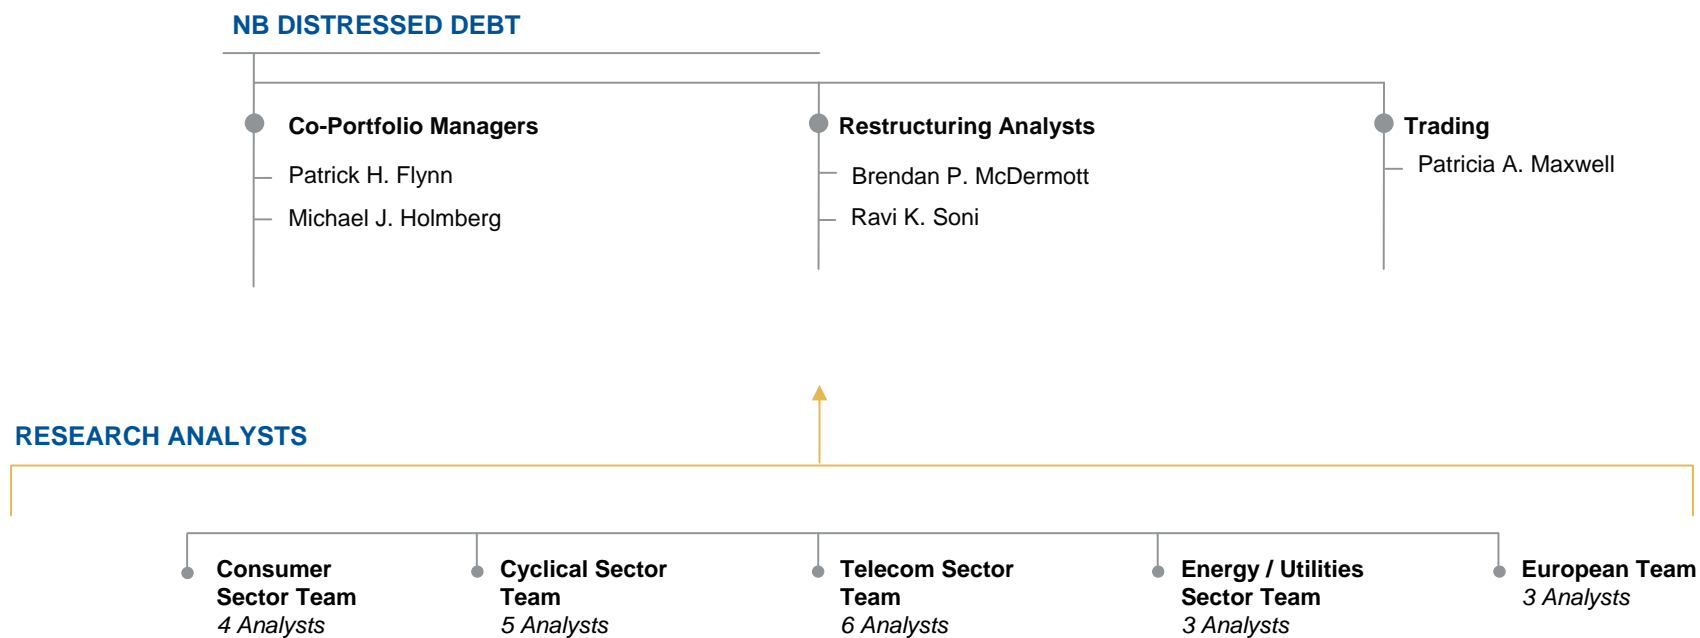 NB DISTRESSED DEBT
Co-Portfolio Managers
Patrick H. Flynn
Michael J. Holmberg
Restructuring Analysts
Brendan P. McDermott
Ravi K. Soni
Trading
Patricia A. Maxwell
RESEARCH ANALYSTS
Consumer
Sector Team
4 Analysts
Cyclical Sector
Team
5 Analysts
Telecom Sector
Team
6 Analysts
Energy / Utilities
Sector Team
3 Analysts
European Team
3 Analysts